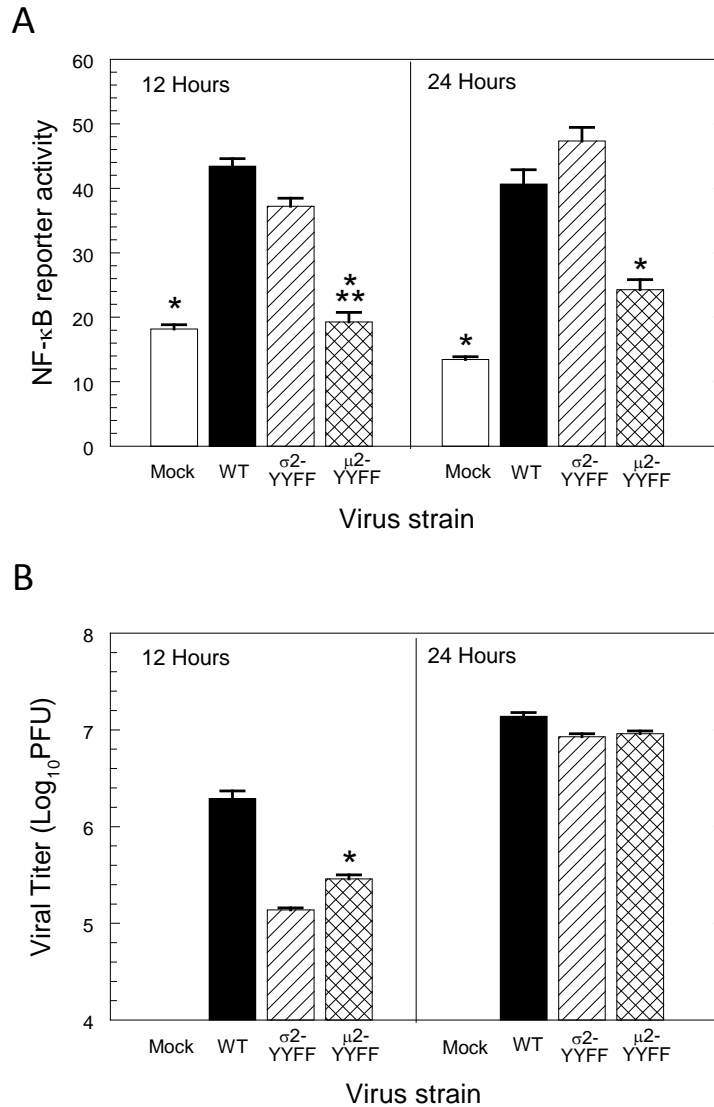 A
NF-κB reporter activity
60
50
40
30
20
10
0
12 Hours
24 Hours
*
*
**
*
*
Mock
WT
σ2-
YYFF
μ2-
YYFF
Mock
WT
σ2-
YYFF
μ2-
YYFF
Virus strain
B
Viral Titer (Log₁₀PFU)
8
7
6
5
4
12 Hours
24 Hours
*
Mock
WT
σ2-
YYFF
μ2-
YYFF
Mock
WT
σ2-
YYFF
μ2-
YYFF
Virus strain